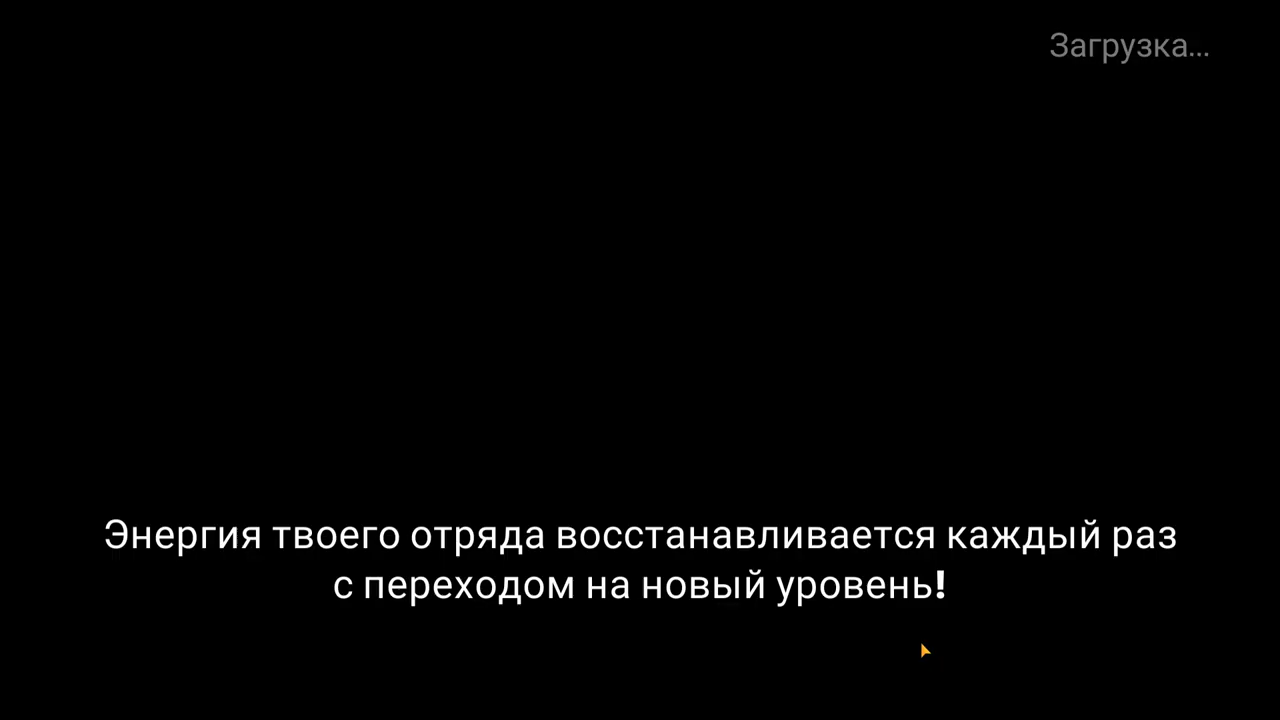 Загрузка...
Энергия твоего отряда восстанавливается каждый раз
с переходом на новый уровень!